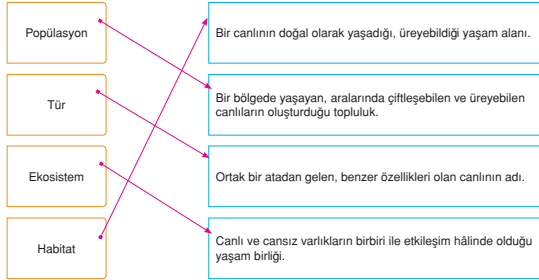 Popülasyon
Bir canlının doğal olarak yaşadığı, üreyebildiği yaşam alanı.
Tür
Bir bölgede yaşayan, aralarında çiftleşebilen ve üreyebilen
canlıların oluşturduğu topluluk.
Ekosistem
Ortak bir atadan gelen, benzer özellikleri olan canlının adı.
Habitat
Canlı ve cansız varlıkların birbiri ile etkileşim hâlinde olduğu
yaşam birliği.